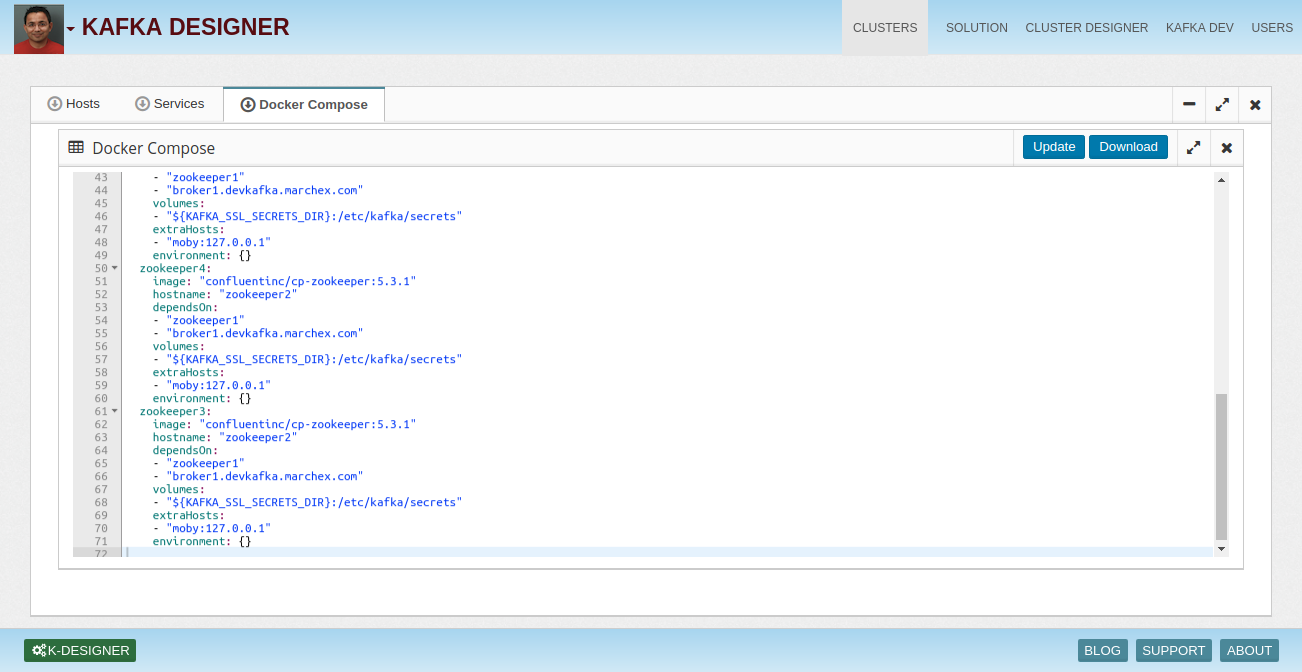 KAFKA DESIGNER
CLUSTERS SOLUTION CLUSTER DESIGNER KAFKA DEV USERS
Hosts Services Docker Compose
Docker Compose Update Download
43 - "zookeeper1"
44 - "broker1.devkafka.marchex.com"
45 volumes:
46 - "${KAFKA_SSL_SECRETS_DIR}:/etc/kafka/secrets"
47 extraHosts:
48 - "moby:127.0.0.1"
49 environment: {}
50 zookeeper4:
51 image: "confluentinc/cp-zookeeper:5.3.1"
52 hostname: "zookeeper2"
53 dependsOn:
54 - "zookeeper1"
55 - "broker1.devkafka.marchex.com"
56 volumes:
57 - "${KAFKA_SSL_SECRETS_DIR}:/etc/kafka/secrets"
58 extraHosts:
59 - "moby:127.0.0.1"
60 environment: {}
61 zookeeper3:
62 image: "confluentinc/cp-zookeeper:5.3.1"
63 hostname: "zookeeper2"
64 dependsOn:
65 - "zookeeper1"
66 - "broker1.devkafka.marchex.com"
67 volumes:
68 - "${KAFKA_SSL_SECRETS_DIR}:/etc/kafka/secrets"
69 extraHosts:
70 - "moby:127.0.0.1"
71 environment: {}
72
K-DESIGNER BLOG SUPPORT ABOUT